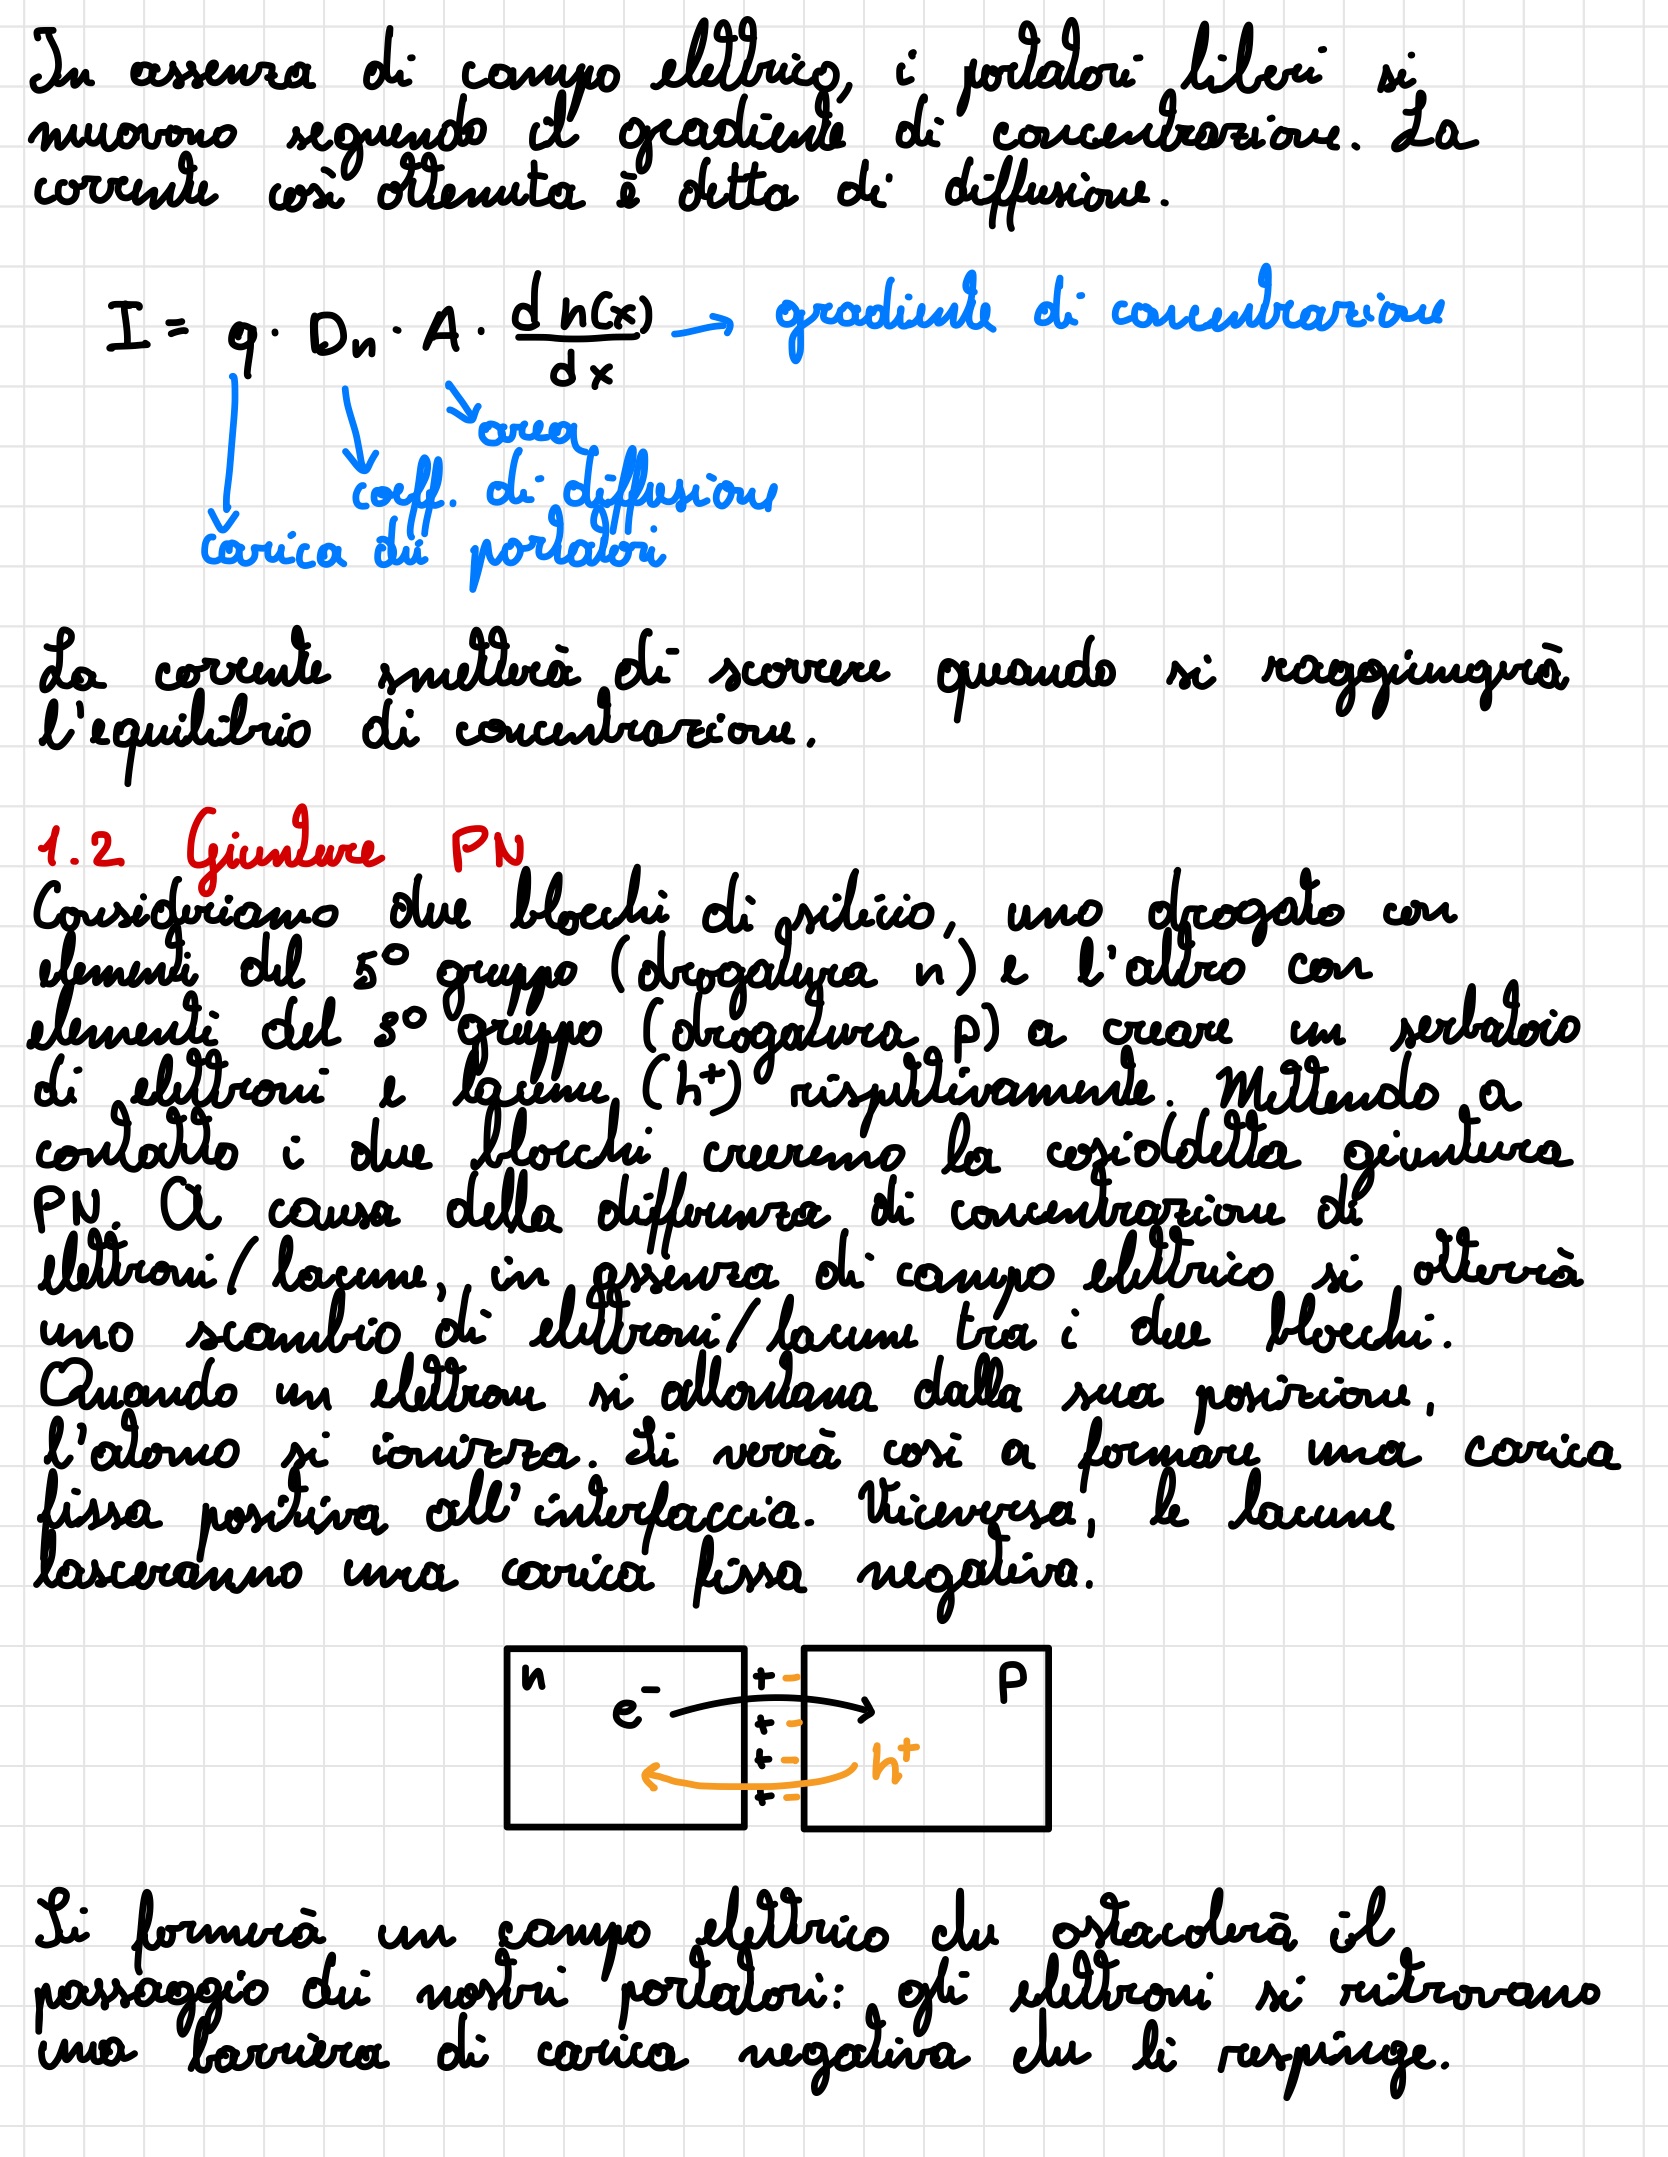 In assenza di campo elettrico, i portatori liberi si
muovono seguendo il gradiente di concentrazione. La
corrente così ottenuta è detta di diffusione.
I = q · Dn · A · d n(x) / dx → gradiente di concentrazione
area
coeff. di diffusione
carica dei portatori
La corrente smetterà di scorrere quando si raggiungerà
l'equilibrio di concentrazione.
1.2 Giunture PN
Consideriamo due blocchi di silicio, uno drogato con
elementi del 5° gruppo (drogatura n) e l'altro con
elementi del 3° gruppo (drogatura p) a creare un serbatoio
di elettroni e lacune (h⁺) rispettivamente. Mettendo a
contatto i due blocchi creeremo la cosiddetta giuntura
PN. A causa della differenza di concentrazione di
elettroni/lacune, in assenza di campo elettrico si otterrà
uno scambio di elettroni/lacune tra i due blocchi.
Quando un elettrone si allontana dalla sua posizione,
l'atomo si ionizza. Si verrà così a formare una carica
fissa positiva all'interfaccia. Viceversa, le lacune
lasceranno una carica fissa negativa.
n + - p
e⁻ + -
+ - h⁺
+ -
Si formerà un campo elettrico che ostacolerà il
passaggio dei nostri portatori: gli elettroni si ritrovano
una barriera di carica negativa che li respinge.